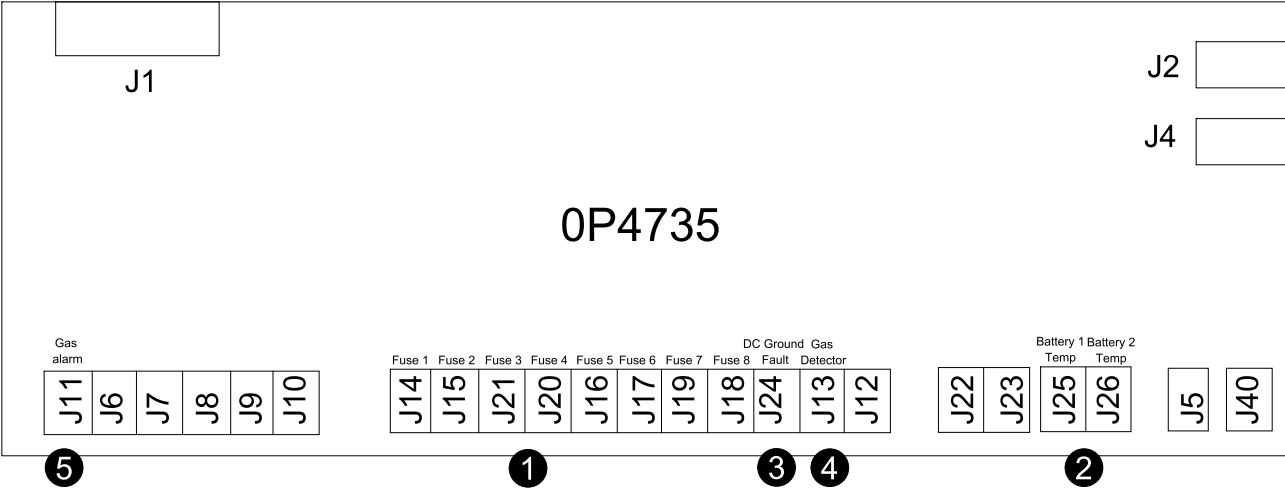 J1
J2
J4
0P4735
Gas
alarm
Fuse 1 Fuse 2 Fuse 3 Fuse 4 Fuse 5 Fuse 6 Fuse 7 Fuse 8
DC Ground
Fault
Gas
Detector
Battery 1
Temp
Battery 2
Temp
J11 J6 J7 J8 J9 J10
J14 J15 J21 J20 J16 J17 J19 J18 J24 J13 J12
J22 J23 J25 J26
J5 J40
5 1 3 4 2